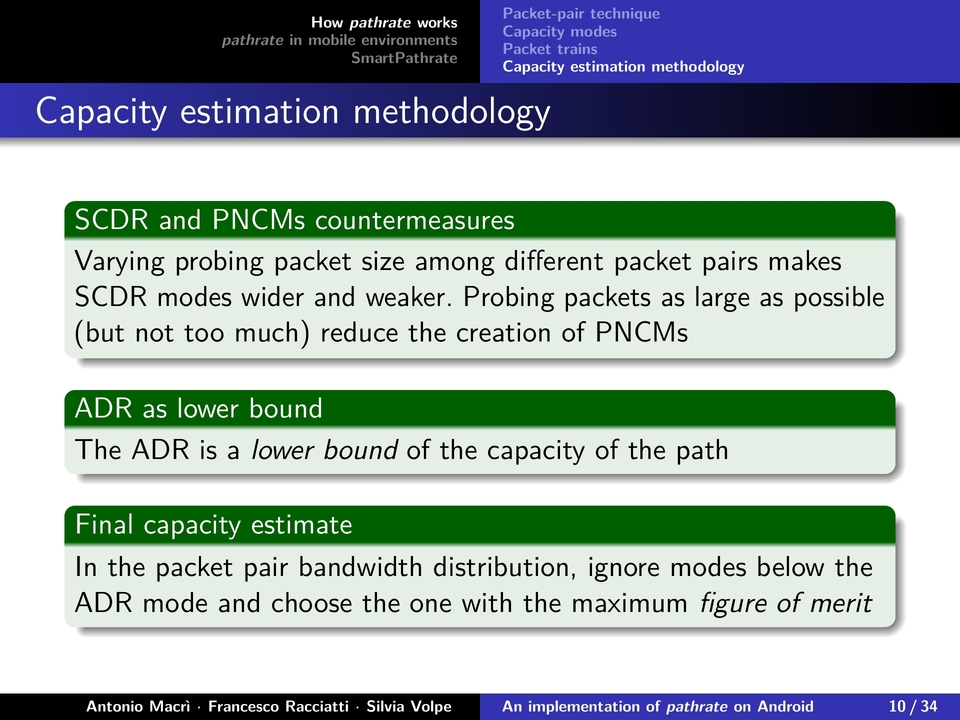 How pathrate works
pathrate in mobile environments
SmartPathrate
Packet-pair technique
Capacity modes
Packet trains
Capacity estimation methodology
Capacity estimation methodology
SCDR and PNCMs countermeasures
Varying probing packet size among different packet pairs makes
SCDR modes wider and weaker. Probing packets as large as possible
(but not too much) reduce the creation of PNCMs
ADR as lower bound
The ADR is a lower bound of the capacity of the path
Final capacity estimate
In the packet pair bandwidth distribution, ignore modes below the
ADR mode and choose the one with the maximum figure of merit
Antonio Macrì · Francesco Racciatti · Silvia Volpe
An implementation of pathrate on Android
10 / 34